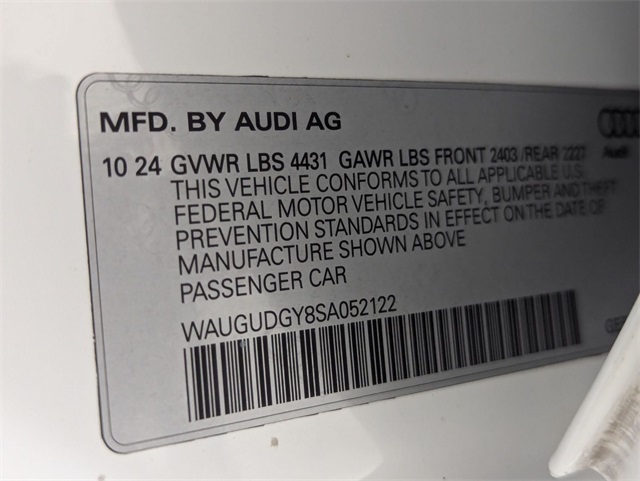 MFD. BY AUDI AG
Audi
10 24 GVWR LBS 4431 GAWR LBS FRONT 2403 /REAR 2227
THIS VEHICLE CONFORMS TO ALL APPLICABLE U.S
FEDERAL MOTOR VEHICLE SAFETY, BUMPER AND THEFT
PREVENTION STANDARDS IN EFFECT ON THE DATE OF
MANUFACTURE SHOWN ABOVE
PASSENGER CAR
WAUGUDGY8SA052122